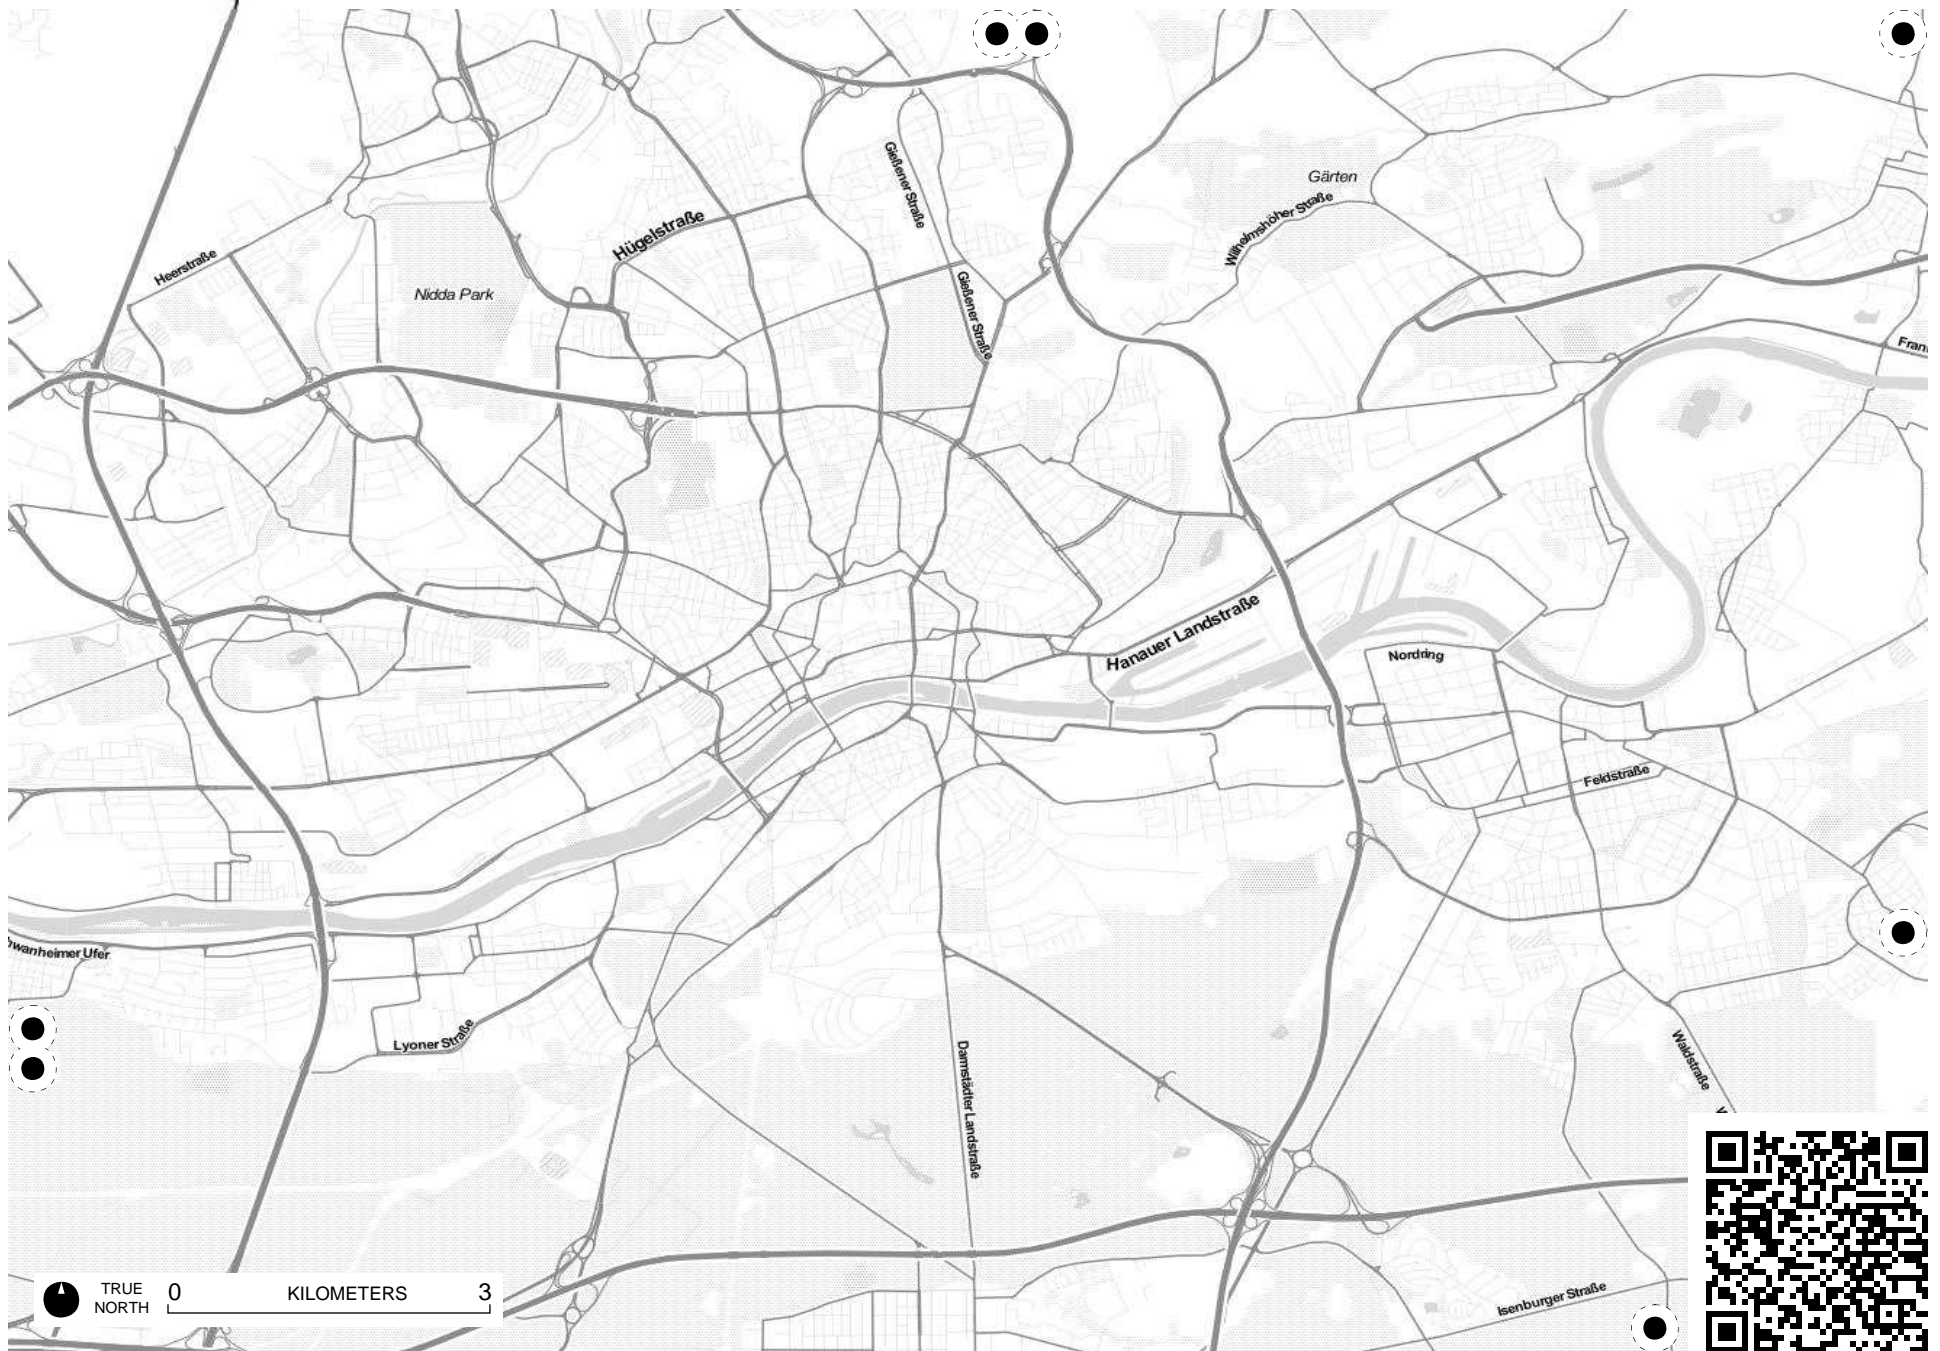 Gießener Straße
Gärten
Wilhelmshöher Straße
Hügelstraße
Heerstraße
Nidda Park
Gießener Straße
Hanauer Landstraße
Nordring
Feldstraße
wanheimer Ufer
Lyoner Straße
Darmstädter Landstraße
Waldstraße
Isenburger Straße
TRUE
NORTH
0 KILOMETERS 3